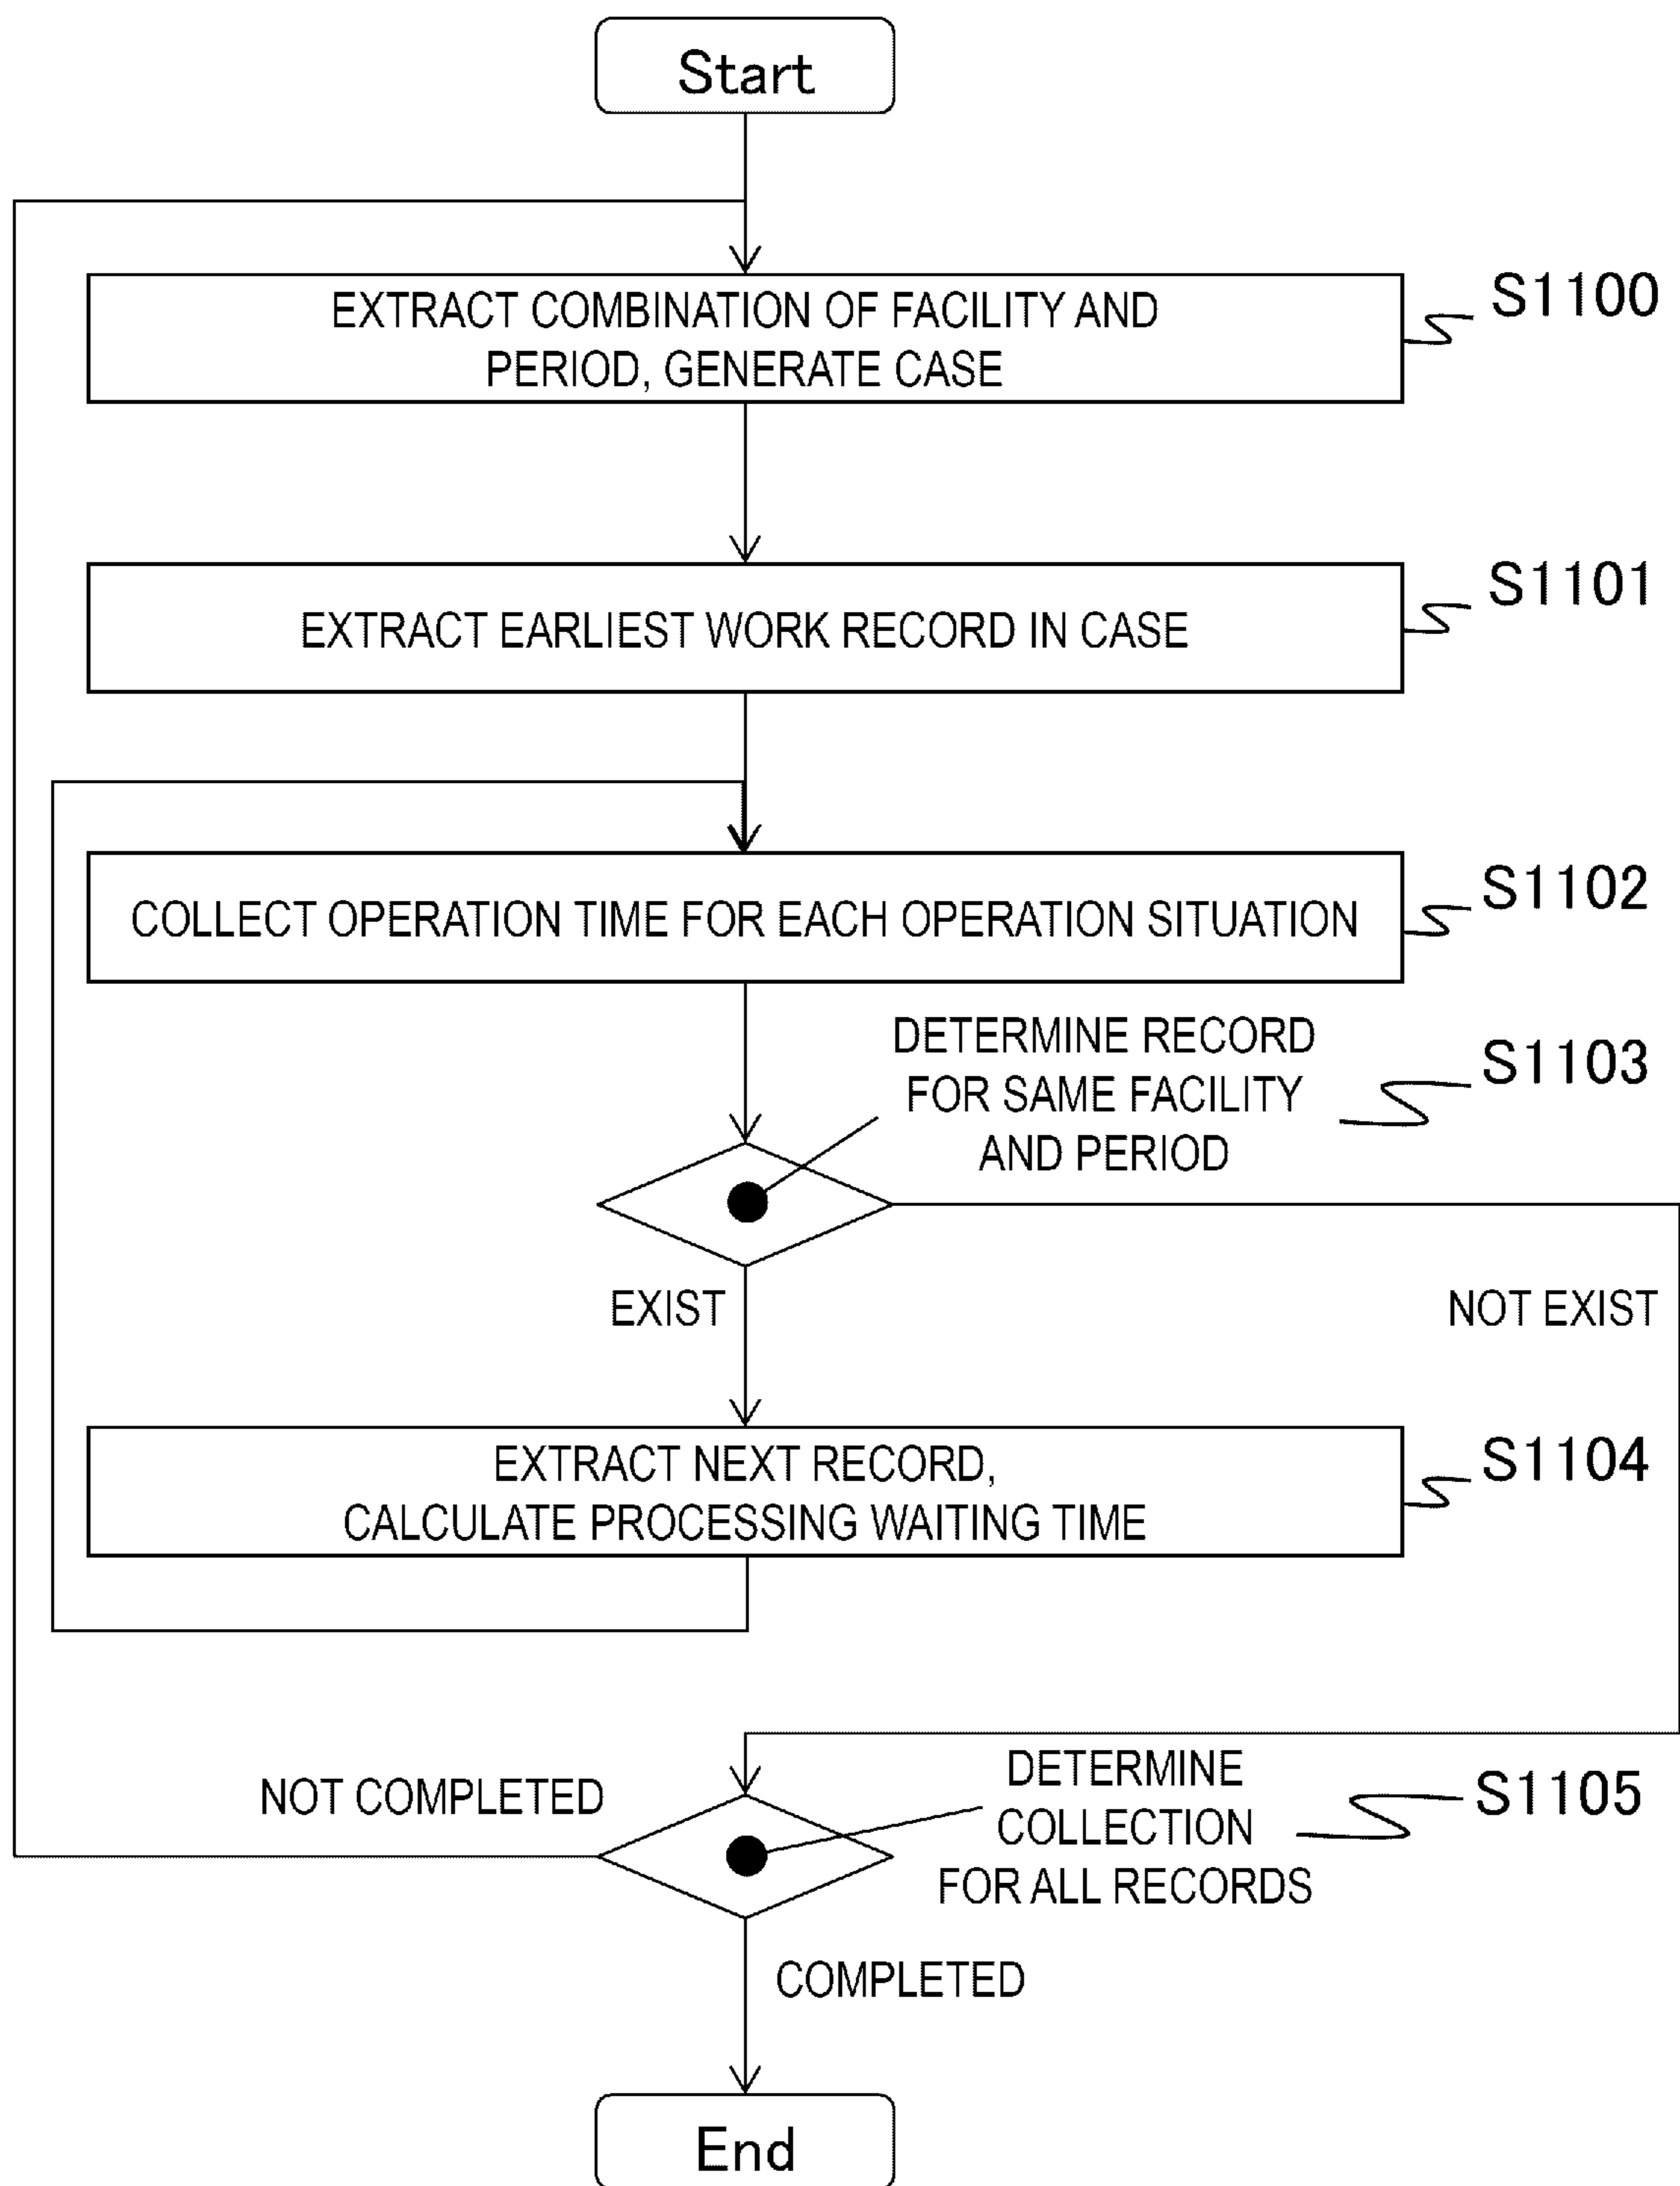 Start
EXTRACT COMBINATION OF FACILITY AND
PERIOD, GENERATE CASE
S1100
EXTRACT EARLIEST WORK RECORD IN CASE
S1101
COLLECT OPERATION TIME FOR EACH OPERATION SITUATION
S1102
DETERMINE RECORD
FOR SAME FACILITY
AND PERIOD
S1103
EXIST
NOT EXIST
EXTRACT NEXT RECORD,
CALCULATE PROCESSING WAITING TIME
S1104
NOT COMPLETED
DETERMINE
COLLECTION
FOR ALL RECORDS
S1105
COMPLETED
End